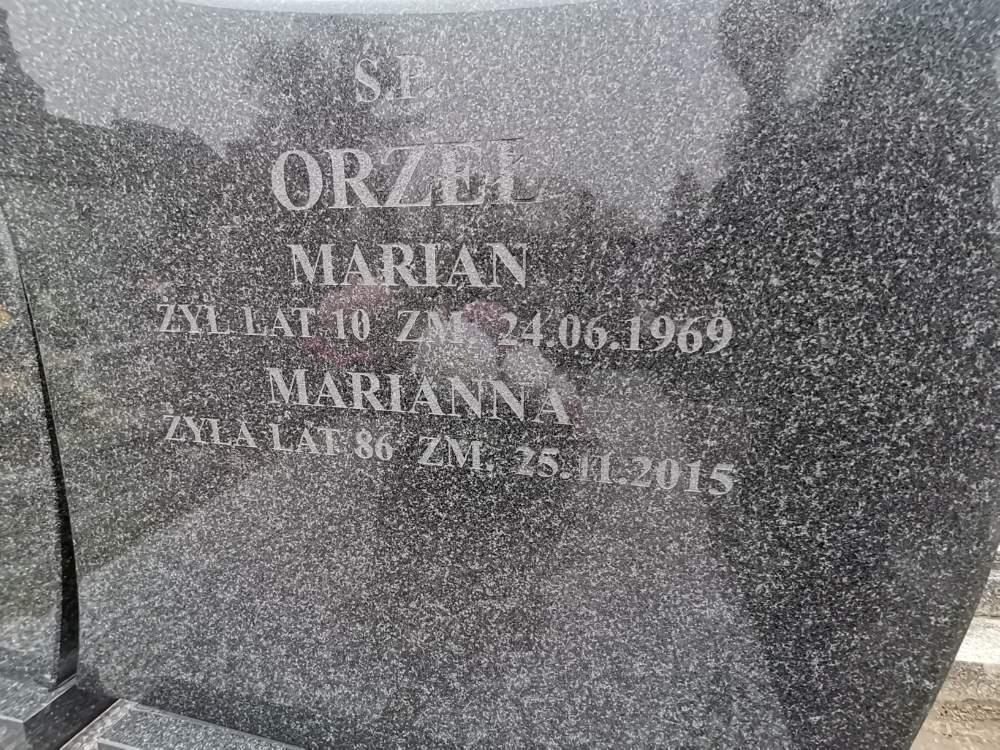 Ś.P.
ORZEŁ
MARIAN
ŻYŁ LAT 10 ZM. 24.06.1969
MARIANNA
ŻYŁA LAT 86 ZM. 25.11.2015